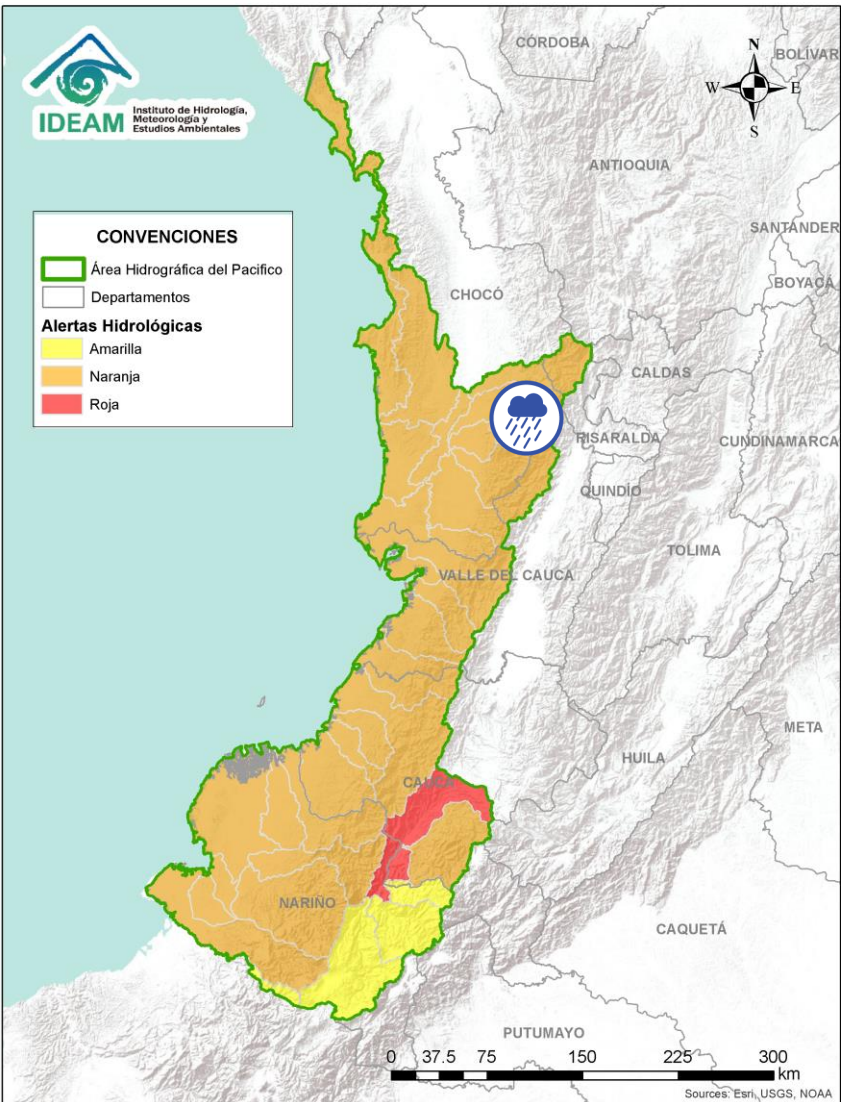 IDEAM
Instituto de Hidrología,
Meteorología y
Estudios Ambientales
CÓRDOBA
N
BOLIVAR
W
E
S
ANTIOQUIA
SANTANDER
CONVENCIONES
Área Hidrográfica del Pacifico
Departamentos
Alertas Hidrológicas
Amarilla
Naranja
Roja
BOYACÁ
CHOCÓ
CALDAS
RISARALDA
CUNDINAMARCA
QUINDÍO
TOLIMA
VALLE DEL CAUCA
META
HUILA
CAUCA
NARIÑO
CAQUETÁ
PUTUMAYO
0 37.5 75 150 225 300
km
Sources: Esri, USGS, NOAA